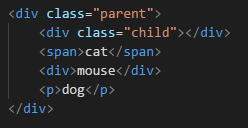 <div class="parent">
    <div class="child"></div>
    <span>cat</span>
    <div>mouse</div>
    <p>dog</p>
</div>